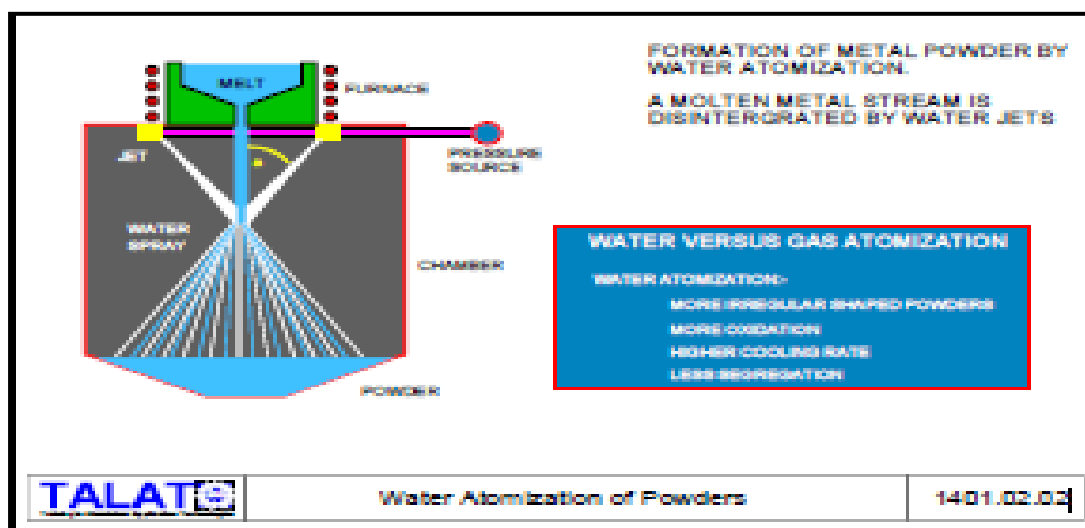 FORMATION OF METAL POWDER BY
WATER ATOMIZATION.
A MOLTEN METAL STREAM IS
DISINTERGRATED BY WATER JETS
MELT
FURNACE
JET
PRESSURE
SOURCE
WATER
SPRAY
CHAMBER
POWDER
WATER VERSUS GAS ATOMIZATION
WATER ATOMIZATION:-
MORE IRREGULAR SHAPED POWDERS
MORE OXIDATION
HIGHER COOLING RATE
LESS SEGREGATION
TALAT
Water Atomization of Powders
1401.02.02